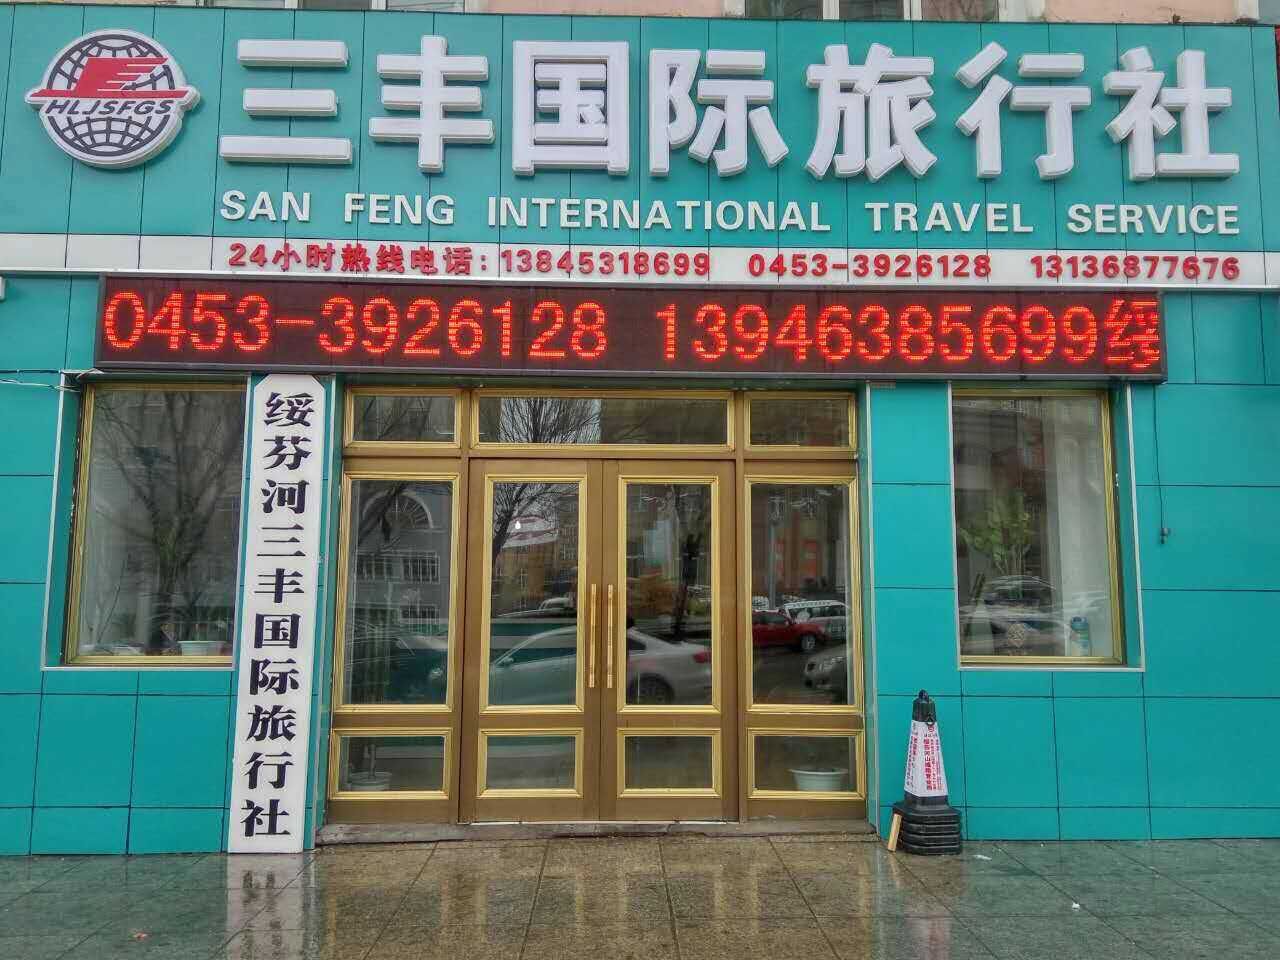 HLJSFGS
三丰国际旅行社
SAN FENG INTERNATIONAL TRAVEL SERVICE
24小时热线电话:13845318699 0453-3926128 13136877676
0453-3926128 13946385699绥
绥芬河三丰国际旅行社